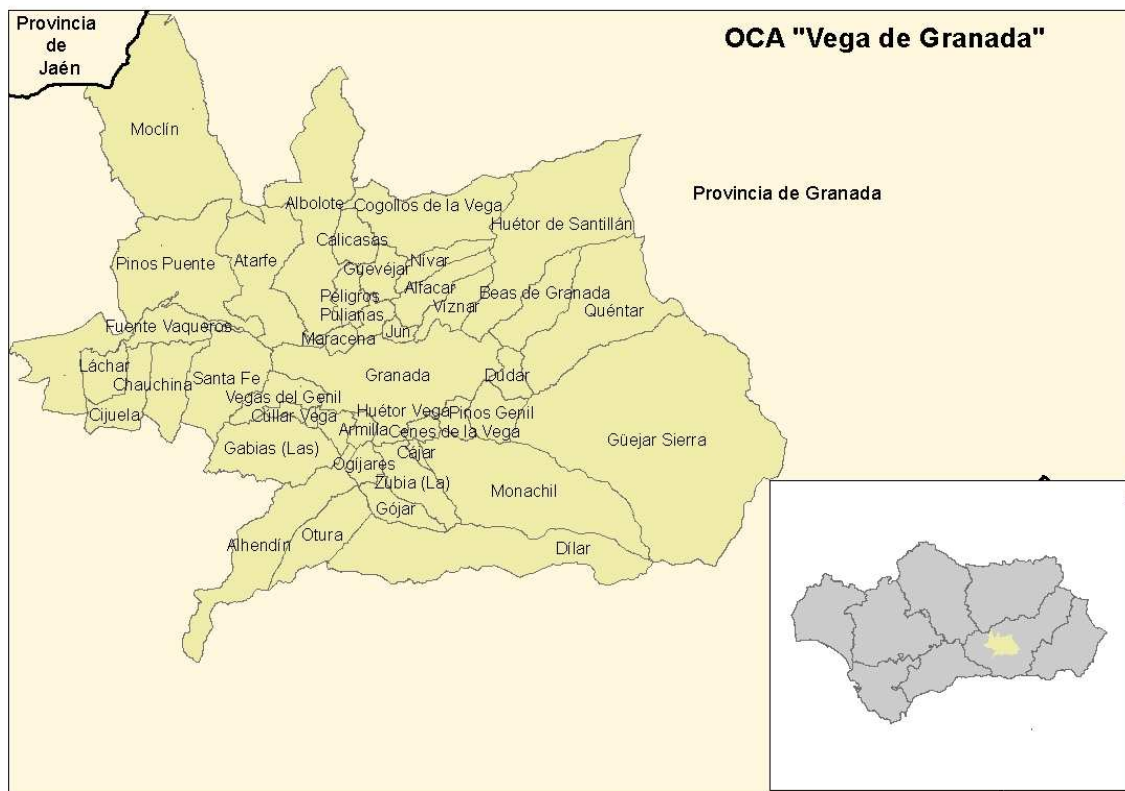 Provincia
de
Jaén
OCA "Vega de Granada"
Moclín
Provincia de Granada
Albolote
Cogollos de la Vega
Huétor de Santillán
Calicasas
Pinos Puente
Atarfe
Nívar
Güevéjar
Alfacar
Beas de Granada
Peligros
Víznar
Quéntar
Pulianas
Fuente Vaqueros
Jun
Maracena
Láchar
Chauchina
Santa Fe
Granada
Dúdar
Vegas del Genil
Cúllar Vega
Huétor Vega
Pinos Genil
Cijuela
Armilla
Cenes de la Vega
Güejar Sierra
Gabias (Las)
Cájar
Ogíjares
Zubia (La)
Monachil
Gójar
Otura
Alhendín
Dílar